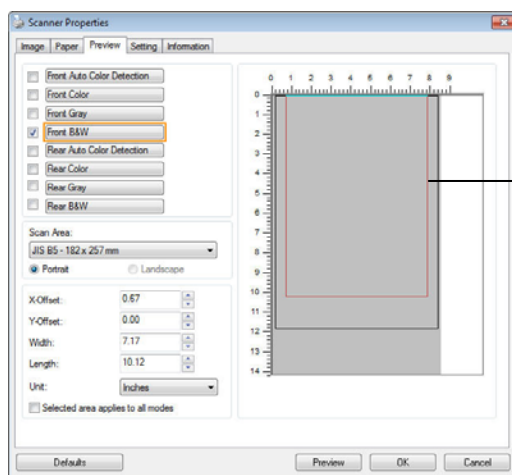 Scanner Properties
Image Paper Preview Setting Information
Front Auto Color Detection
Front Color
Front Gray
Front B&W
Rear Auto Color Detection
Rear Color
Rear Gray
Rear B&W
Scan Area:
JIS B5 - 182 x 257 mm
Portrait Landscape
X-Offset: 0.67
Y-Offset: 0.00
Width: 7.17
Length: 10.12
Unit: Inches
Selected area applies to all modes
0 1 2 3 4 5 6 7 8 9
0
1
2
3
4
5
6
7
8
9
10
11
12
13
14
Defaults Preview OK Cancel